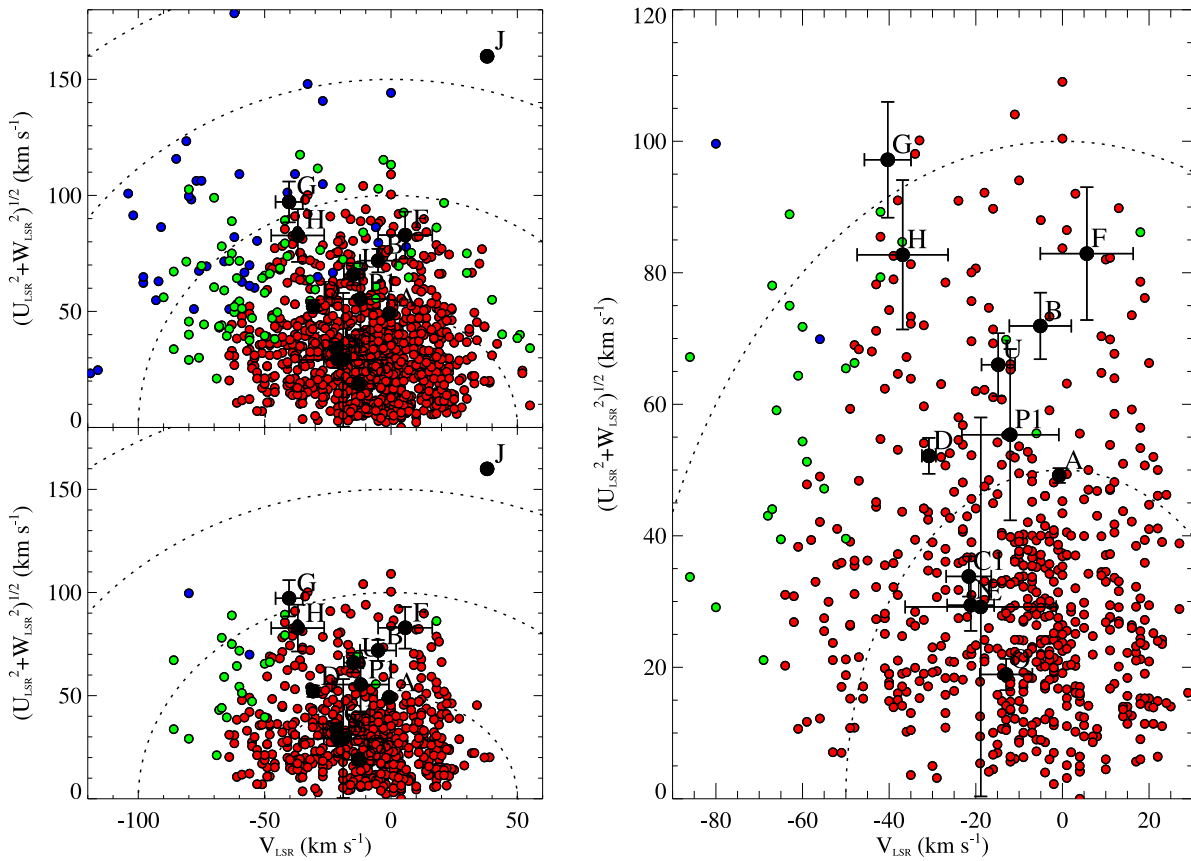 150
100
50
0
(U_LSR^2+W_LSR^2)^1/2 (km s^-1)
J
G
H
F
B
U
P1
A
150
100
50
0
(U_LSR^2+W_LSR^2)^1/2 (km s^-1)
J
G
H
F
B
U
P1
D
A
-100
-50
0
50
V_LSR (km s^-1)
120
100
80
60
40
20
0
(U_LSR^2+W_LSR^2)^1/2 (km s^-1)
G
H
F
B
U
P1
D
A
C1
E
-80
-60
-40
-20
0
20
V_LSR (km s^-1)